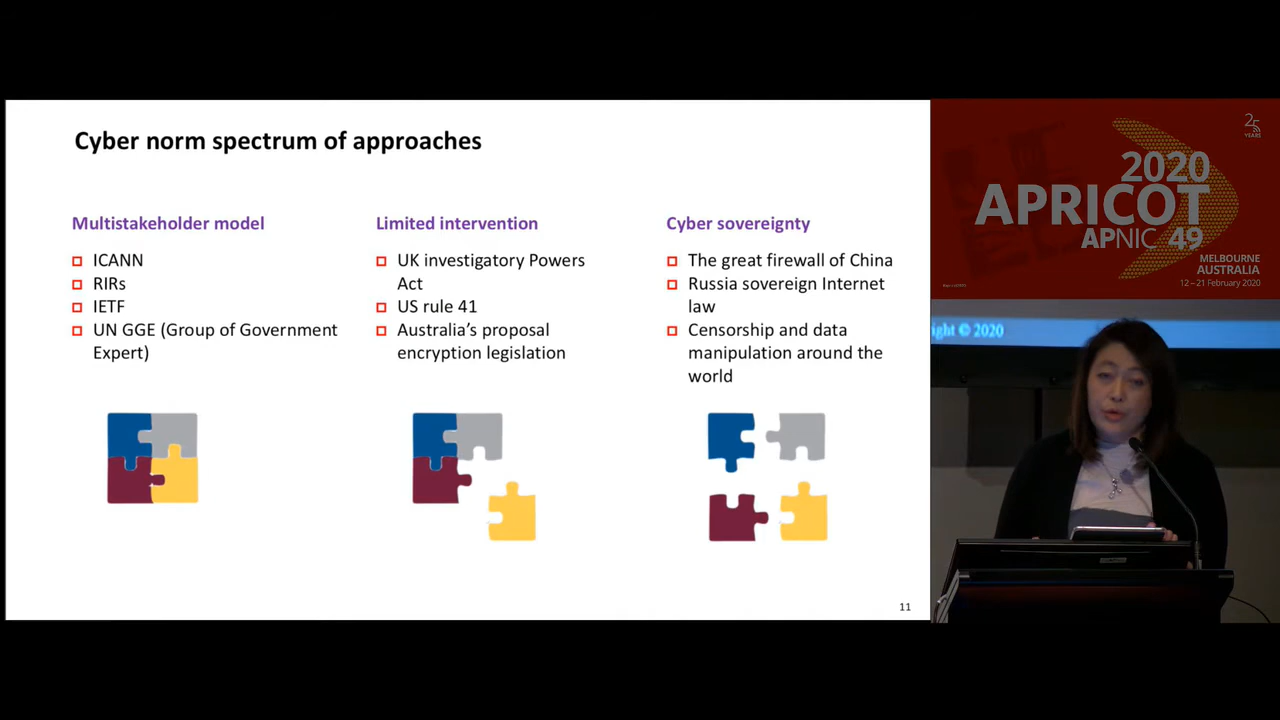 Cyber norm spectrum of approaches
Multistakeholder model
ICANN
RIRs
IETF
UN GGE (Group of Government
Expert)
Limited intervention
UK investigatory Powers
Act
US rule 41
Australia's proposal
encryption legislation
Cyber sovereignty
The great firewall of China
Russia sovereign Internet
law
Censorship and data
manipulation around the
world
11
25
YEARS
2020
APRICOT
APNIC 49
MELBOURNE
AUSTRALIA
12 – 21 February 2020
ight © 2020